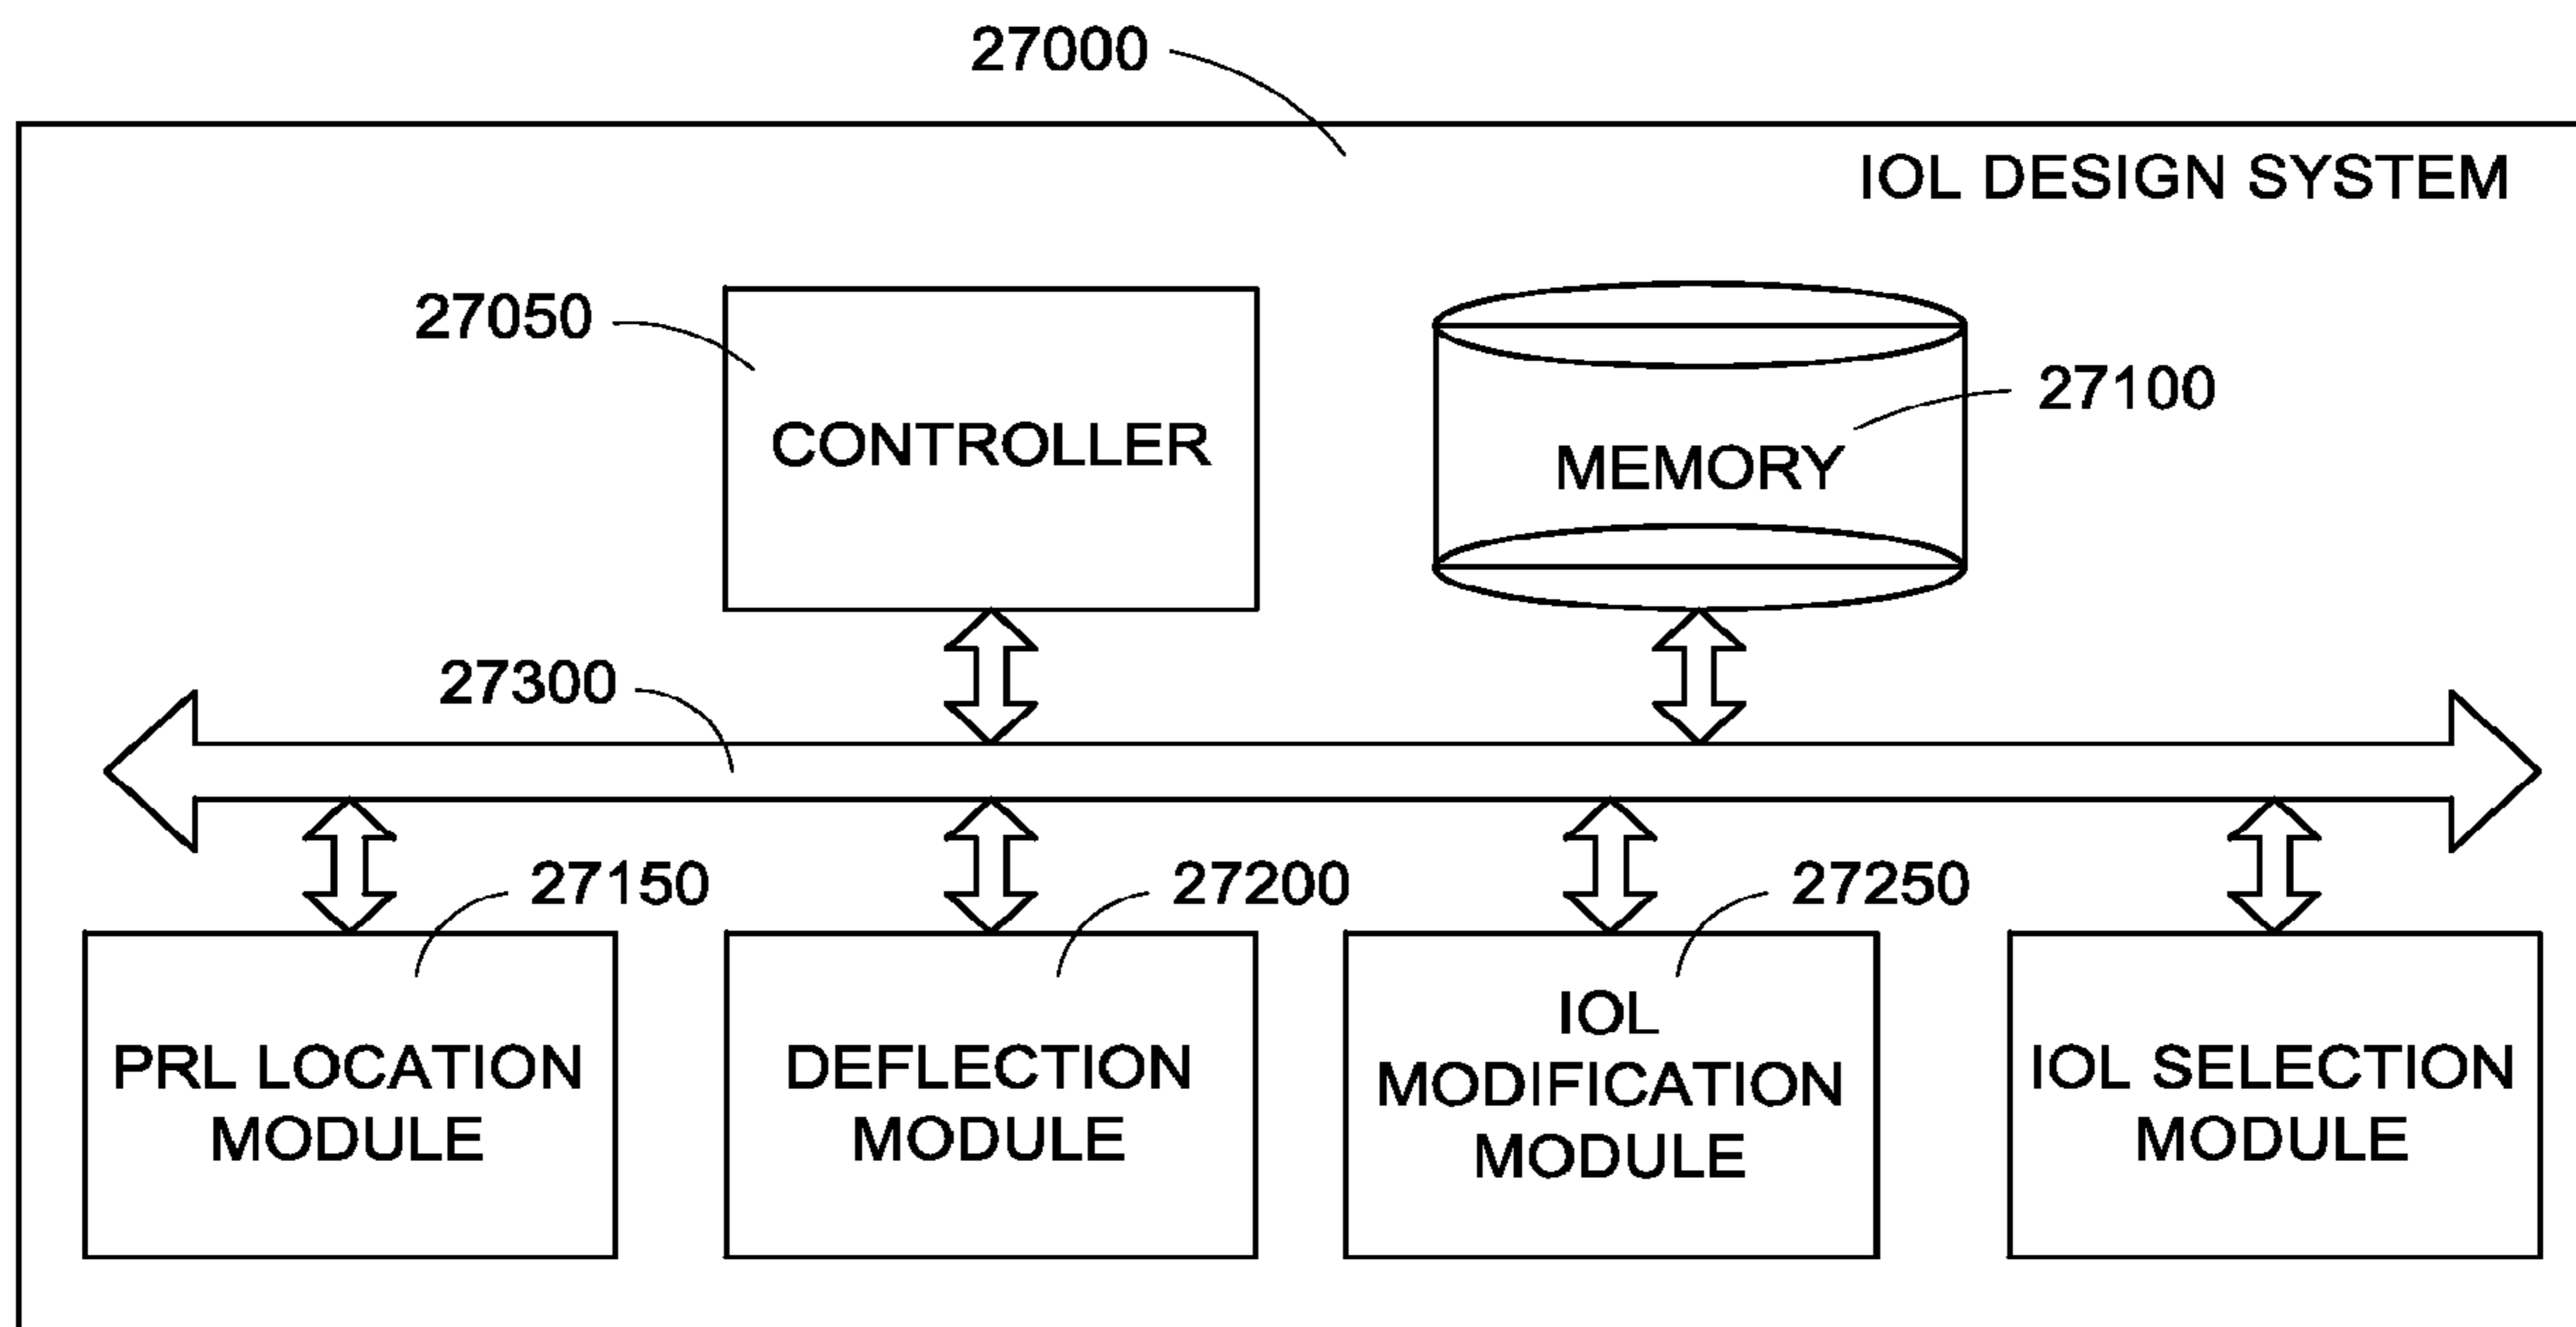 27000
IOL DESIGN SYSTEM
27050
CONTROLLER
27100
MEMORY
27300
27150
27200
27250
PRL LOCATION
MODULE
DEFLECTION
MODULE
IOL
MODIFICATION
MODULE
IOL SELECTION
MODULE